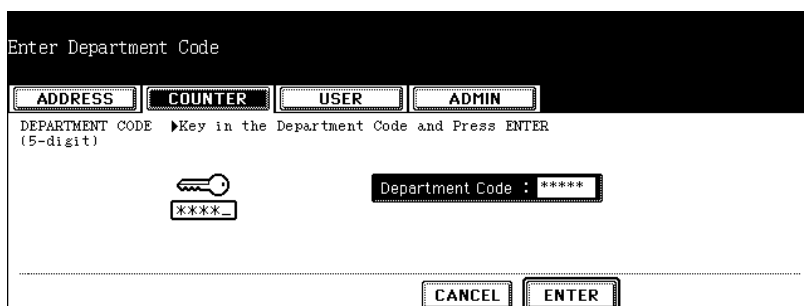 Enter Department Code
ADDRESS COUNTER USER ADMIN
DEPARTMENT CODE ▶Key in the Department Code and Press ENTER
(5-digit)
Department Code : *****
****_
CANCEL ENTER